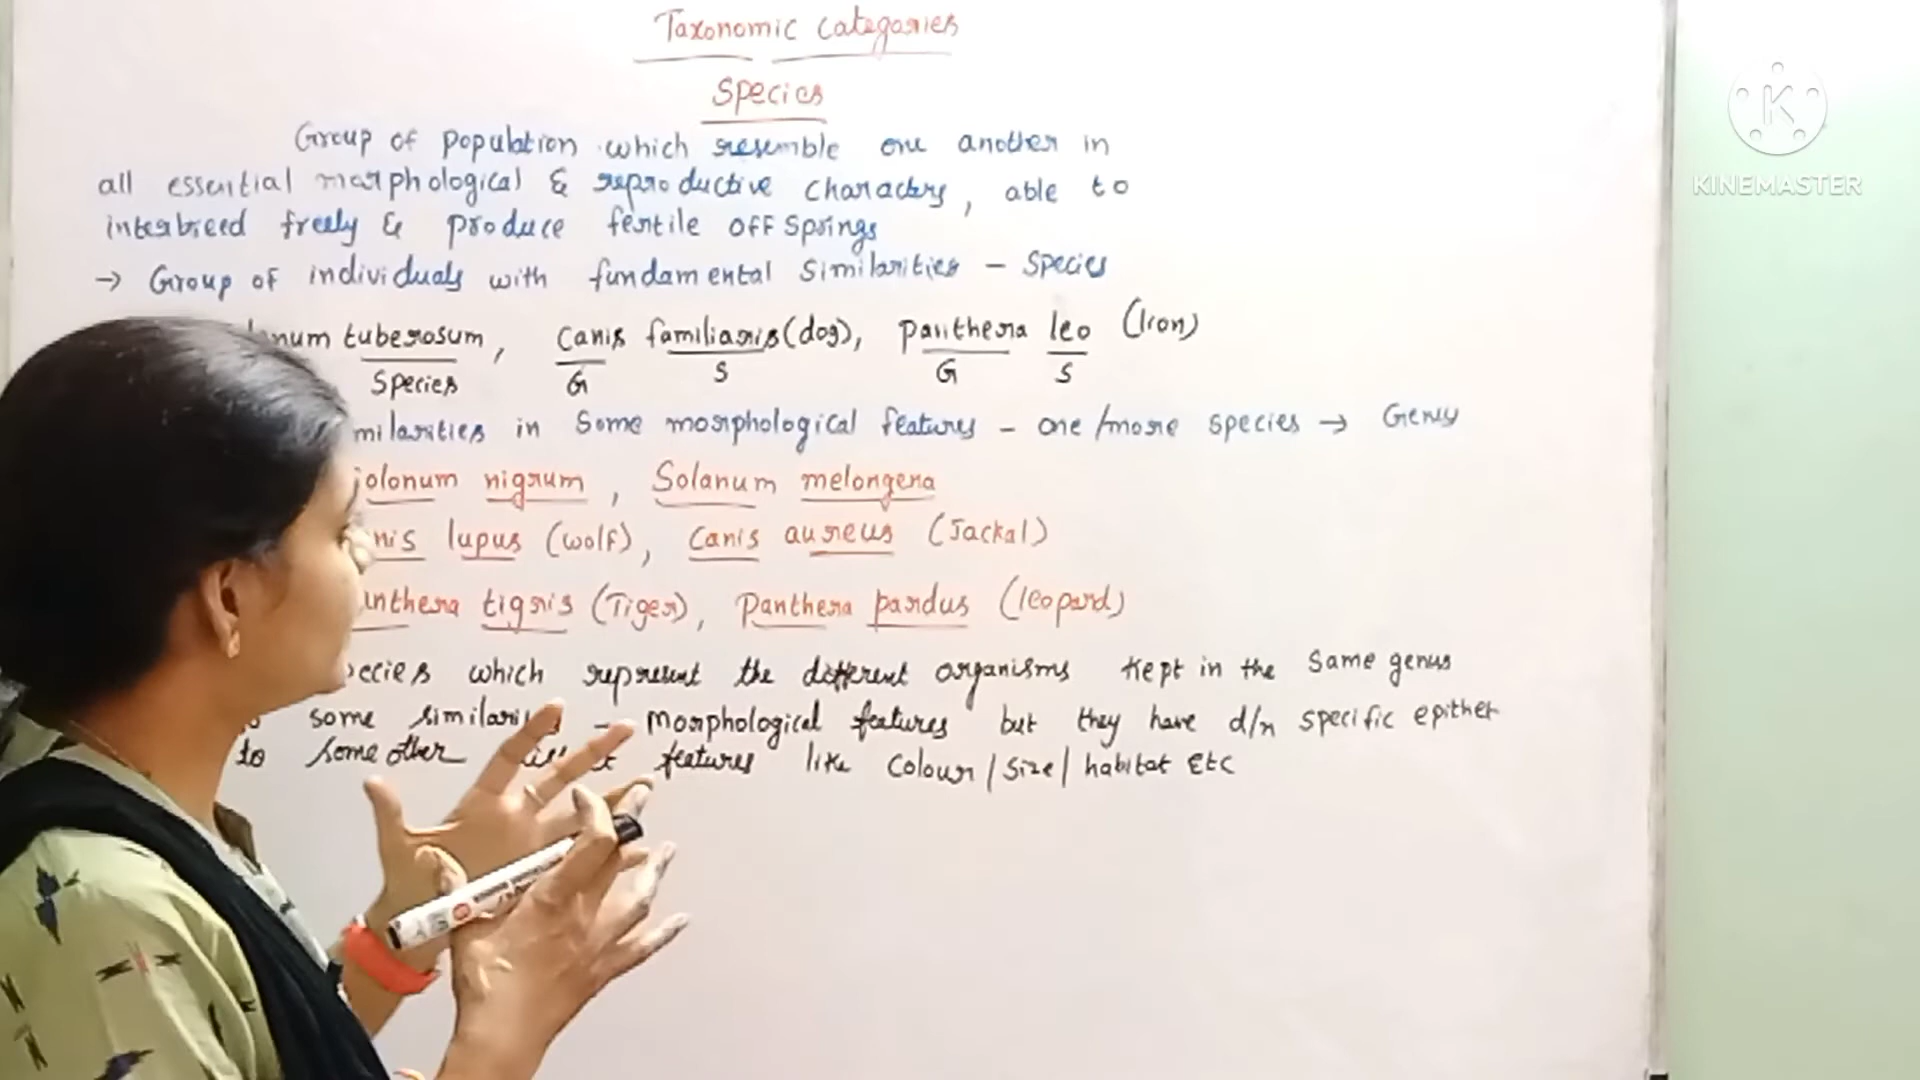 Taxonomic categories
Species
Group of population which resemble one another in
all essential morphological & reproductive characters, able to
interbreed freely & produce fertile offsprings
→ Group of individuals with fundamental similarities - Species
num tuberosum, Canis familiaris (dog), panthera leo (lion)
Species G S G S
milarities in some morphological features - one/more species → Genus
olonum nigrum, Solanum melongena
nis lupus (wolf), Canis aureus (Jackal)
nthera tigris (Tiger), Panthera pardus (leopard)
ecies which represent the different organisms kept in the same genus
some similari - morphological features but they have d/n specific epithet
to some other features like colour/size/habitat etc
KINEMASTER